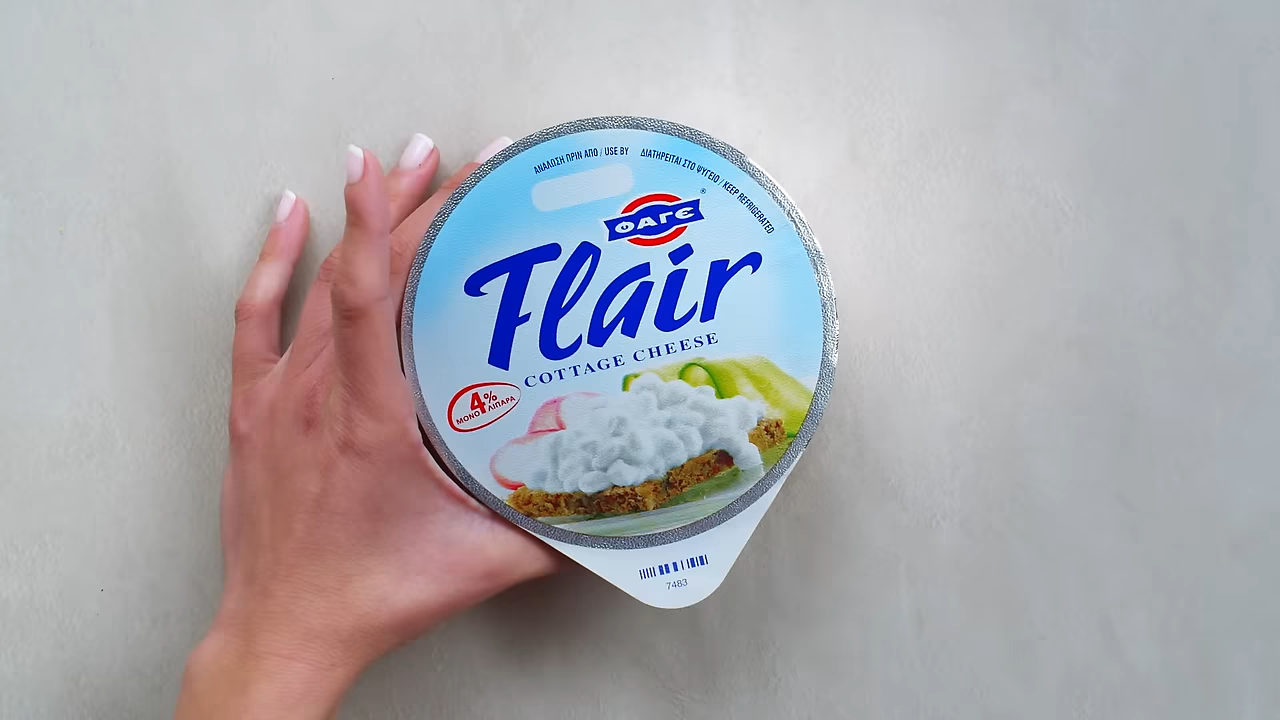 ΑΝΑΛΩΣΗ ΠΡΙΝ ΑΠΟ / USE BY
ΔΙΑΤΗΡΕΙΤΑΙ ΣΤΟ ΨΥΓΕΙΟ / KEEP REFRIGERATED
ΦΑΓΕ®
Flair
COTTAGE CHEESE
4%
ΜΟΝΟ ΛΙΠΑΡΑ
7483